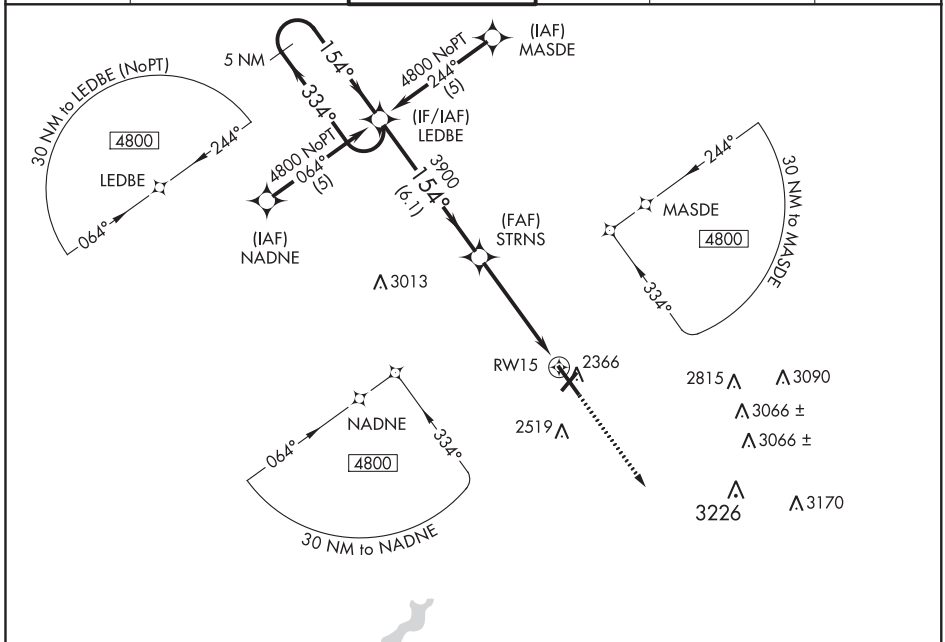 5 NM
154°
334°
(IAF)
MASDE
4800 NoPT
244°
(5)
(IF/IAF)
LEDBE
30 NM to LEDBE (NoPT)
4800
244°
LEDBE
064°
4800 NoPT
064°
(5)
(IAF)
NADNE
3900
154°
(6.1)
(FAF)
STRNS
244°
MASDE
4800
334°
30 NM to MASDE
3013
RW15
2366
2519
2815
3090
3066 ±
3066 ±
3226
3170
NADNE
064°
334°
4800
30 NM to NADNE